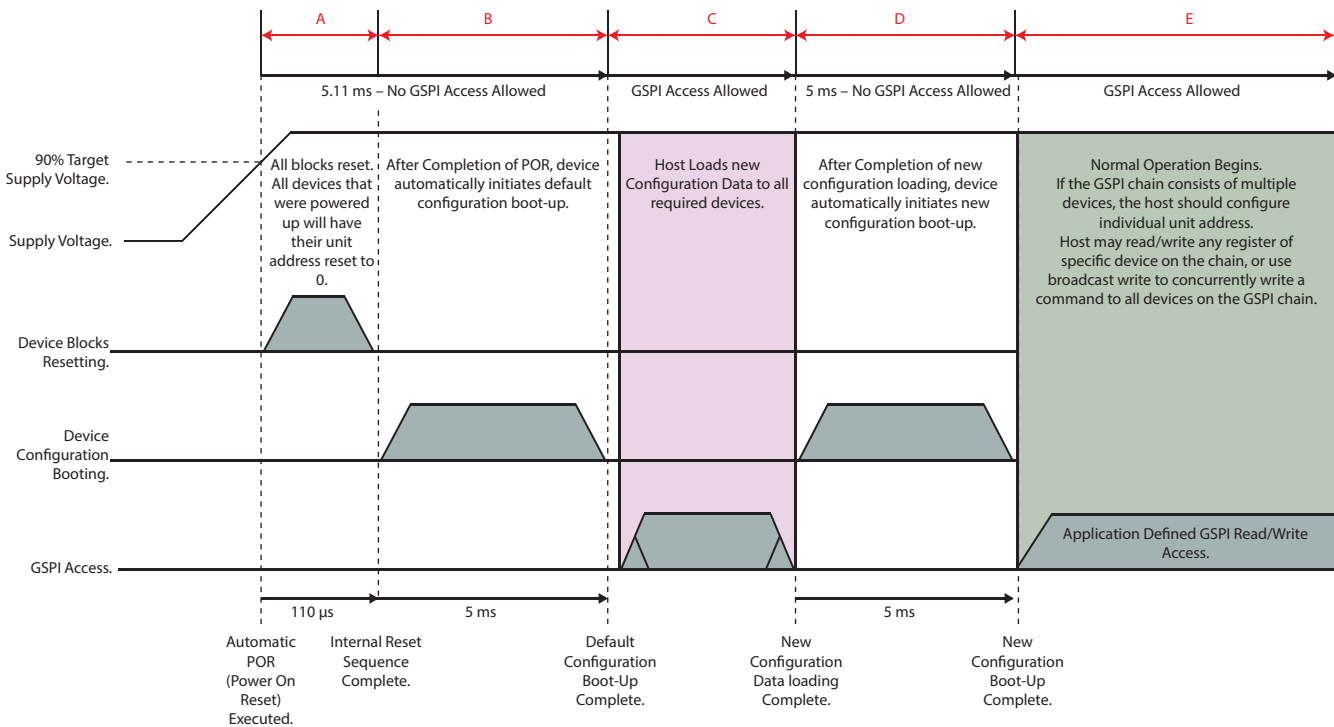 A
B
C
D
E
5.11 ms – No GSPI Access Allowed
GSPI Access Allowed
5 ms – No GSPI Access Allowed
GSPI Access Allowed
90% Target
Supply Voltage.
Supply Voltage.
All blocks reset.
All devices that
were powered
up will have
their unit
address reset to
0.
After Completion of POR, device
automatically initiates default
configuration boot-up.
Host Loads new
Configuration Data to all
required devices.
After Completion of new
configuration loading, device
automatically initiates new
configuration boot-up.
Normal Operation Begins.
If the GSPI chain consists of multiple
devices, the host should configure
individual unit address.
Host may read/write any register of
specific device on the chain, or use
broadcast write to concurrently write a
command to all devices on the GSPI chain.
Device Blocks
Resetting.
Device
Configuration
Booting.
GSPI Access.
Application Defined GSPI Read/Write
Access.
110 µs
5 ms
5 ms
Automatic
POR
(Power On
Reset)
Executed.
Internal Reset
Sequence
Complete.
Default
Configuration
Boot-Up
Complete.
New
Configuration
Data loading
Complete.
New
Configuration
Boot-Up
Complete.